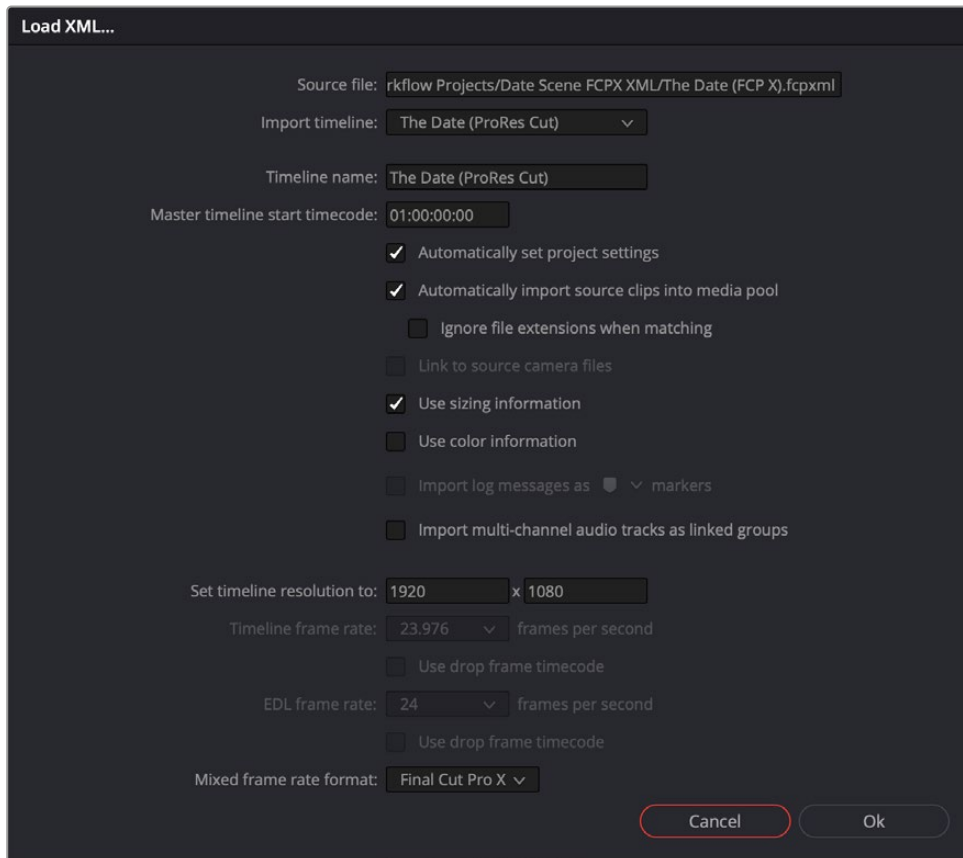 Load XML...
Source file: rkflow Projects/Date Scene FCPX XML/The Date (FCP X).fcpxml
Import timeline: The Date (ProRes Cut)
Timeline name: The Date (ProRes Cut)
Master timeline start timecode: 01:00:00:00
Automatically set project settings
Automatically import source clips into media pool
Ignore file extensions when matching
Link to source camera files
Use sizing information
Use color information
Import log messages as markers
Import multi-channel audio tracks as linked groups
Set timeline resolution to: 1920 x 1080
Timeline frame rate: 23.976 frames per second
Use drop frame timecode
EDL frame rate: 24 frames per second
Use drop frame timecode
Mixed frame rate format: Final Cut Pro X
Cancel Ok